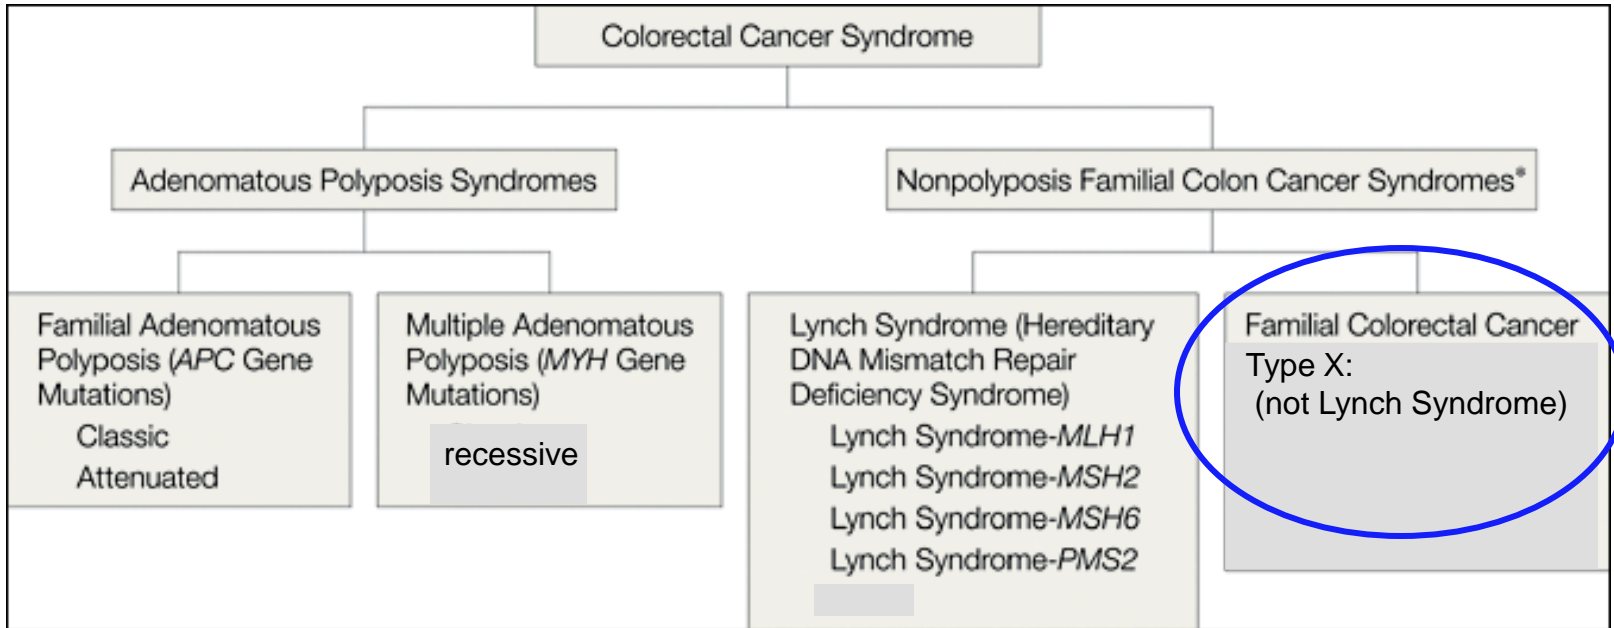 Colorectal Cancer Syndrome
Adenomatous Polyposis Syndromes
Nonpolyposis Familial Colon Cancer Syndromes*
Familial Adenomatous
Polyposis (APC Gene
Mutations)
Classic
Attenuated
Multiple Adenomatous
Polyposis (MYH Gene
Mutations)
recessive
Lynch Syndrome (Hereditary
DNA Mismatch Repair
Deficiency Syndrome)
Lynch Syndrome-MLH1
Lynch Syndrome-MSH2
Lynch Syndrome-MSH6
Lynch Syndrome-PMS2
Familial Colorectal Cancer
Type X:
(not Lynch Syndrome)